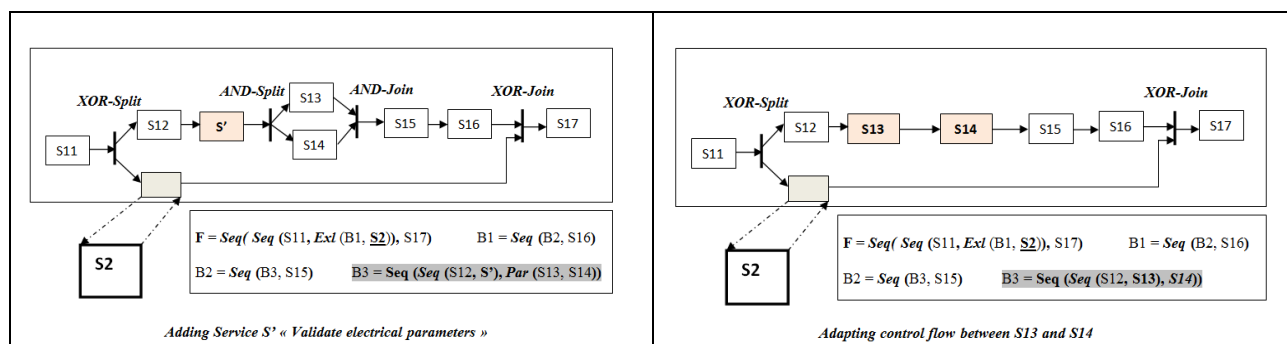 XOR-Split
AND-Split
AND-Join
XOR-Join
S12
S'
S13
S14
S15
S16
S17
S11
S2
F = Seq( Seq (S11, Exl (B1, S2)), S17) B1 = Seq (B2, S16)
B2 = Seq (B3, S15) B3 = Seq (Seq (S12, S'), Par (S13, S14))
Adding Service S' « Validate electrical parameters »
XOR-Split
XOR-Join
S12
S13
S14
S15
S16
S17
S11
S2
F = Seq( Seq (S11, Exl (B1, S2)), S17) B1 = Seq (B2, S16)
B2 = Seq (B3, S15) B3 = Seq (Seq (S12, S13), S14))
Adapting control flow between S13 and S14